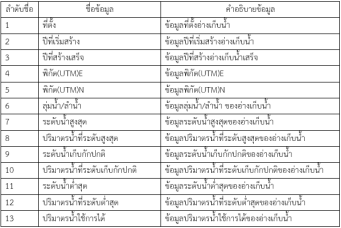 ลำดับชื่อ ชื่อข้อมูล คำอธิบายข้อมูล
1 ที่ตั้ง ข้อมูลที่ตั้งอ่างเก็บน้ำ
2 ปีที่เริ่มสร้าง ข้อมูลปีที่เริ่มสร้างอ่างเก็บน้ำ
3 ปีที่สร้างเสร็จ ข้อมูลปีที่สร้างอ่างเก็บน้ำเสร็จ
4 พิกัด(UTM)E ข้อมูลพิกัด(UTM)E
5 พิกัด(UTM)N ข้อมูลพิกัด(UTM)N
6 ลุ่มน้ำ/ลำน้ำ ข้อมูลลุ่มน้ำ/ลำน้ำ ของอ่างเก็บน้ำ
7 ระดับน้ำสูงสุด ข้อมูลระดับน้ำสูงสุดของอ่างเก็บน้ำ
8 ปริมาตรน้ำที่ระดับสูงสุด ข้อมูลปริมาตรน้ำที่ระดับสูงสุดของอ่างเก็บน้ำ
9 ระดับน้ำเก็บกักปกติ ข้อมูลระดับน้ำเก็บกักปกติของอ่างเก็บน้ำ
10 ปริมาตรน้ำที่ระดับเก็บกักปกติ ข้อมูลปริมาตรน้ำที่ระดับเก็บกักปกติของอ่างเก็บน้ำ
11 ระดับน้ำต่ำสุด ข้อมูลระดับน้ำต่ำสุดของอ่างเก็บน้ำ
12 ปริมาตรน้ำที่ระดับต่ำสุด ข้อมูลปริมาตรน้ำที่ระดับต่ำสุดของอ่างเก็บน้ำ
13 ปริมาตรน้ำใช้การได้ ข้อมูลปริมาตรน้ำใช้การได้ของอ่างเก็บน้ำ